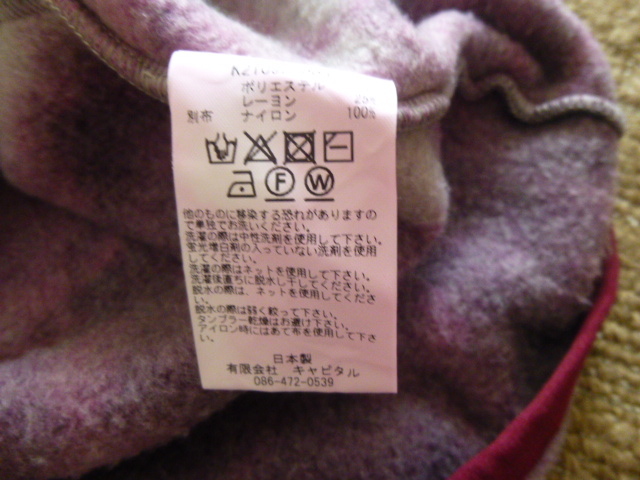 ポリエステル
レーヨン 25%
別布 ナイロン 100%
F W
他のものに移染する恐れがありますの
で単独でお洗いください。
洗濯の際は中性洗剤を使用して下さい。
蛍光増白剤の入っていない洗剤を使用
してください。
洗濯の際はネットを使用して下さい。
洗濯後直ちに脱水し干してください。
脱水の際は、ネットを使用してくださ
い。
脱水の際は弱く絞って下さい。
タンブラー乾燥はお避け下さい。
アイロン時にはあて布を使用して下さ
い。
日本製
有限会社 キャピタル
086-472-0539